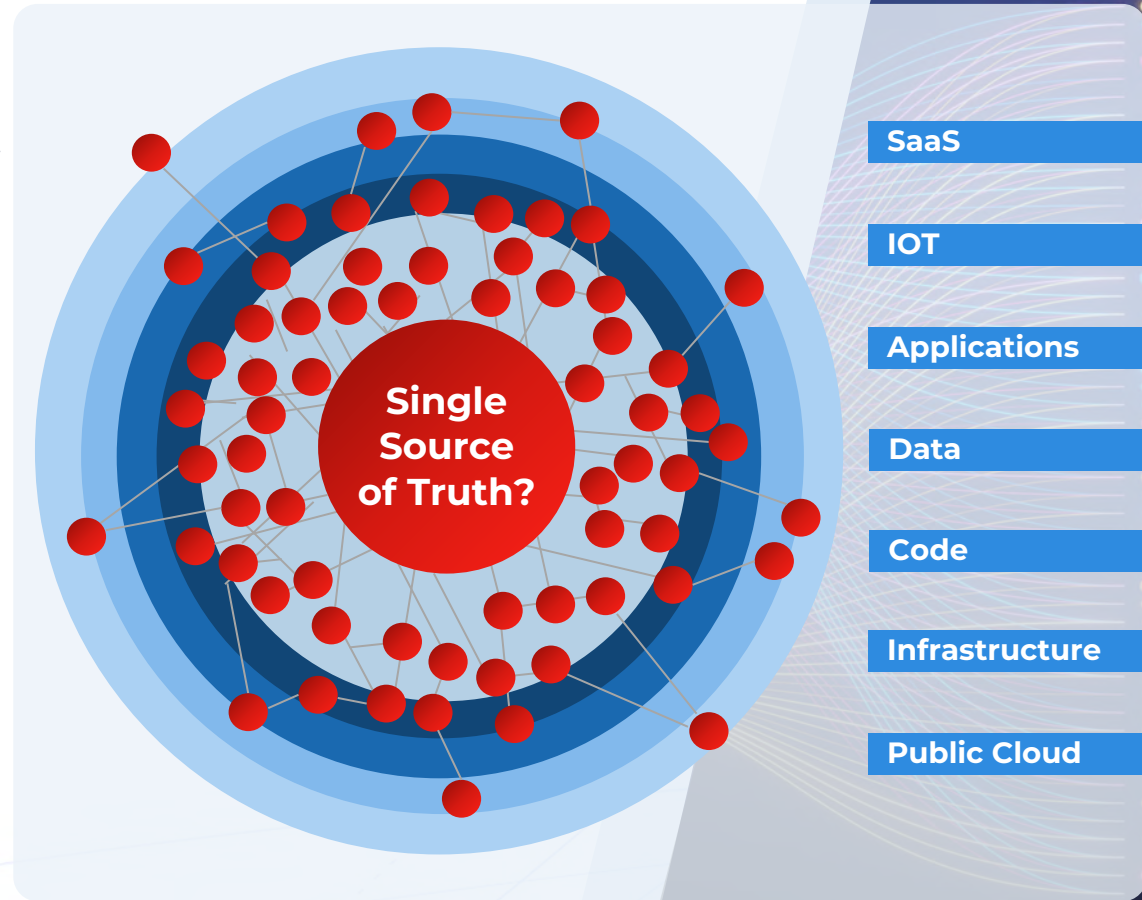 Single
Source
of Truth?
SaaS
IOT
Applications
Data
Code
Infrastructure
Public Cloud